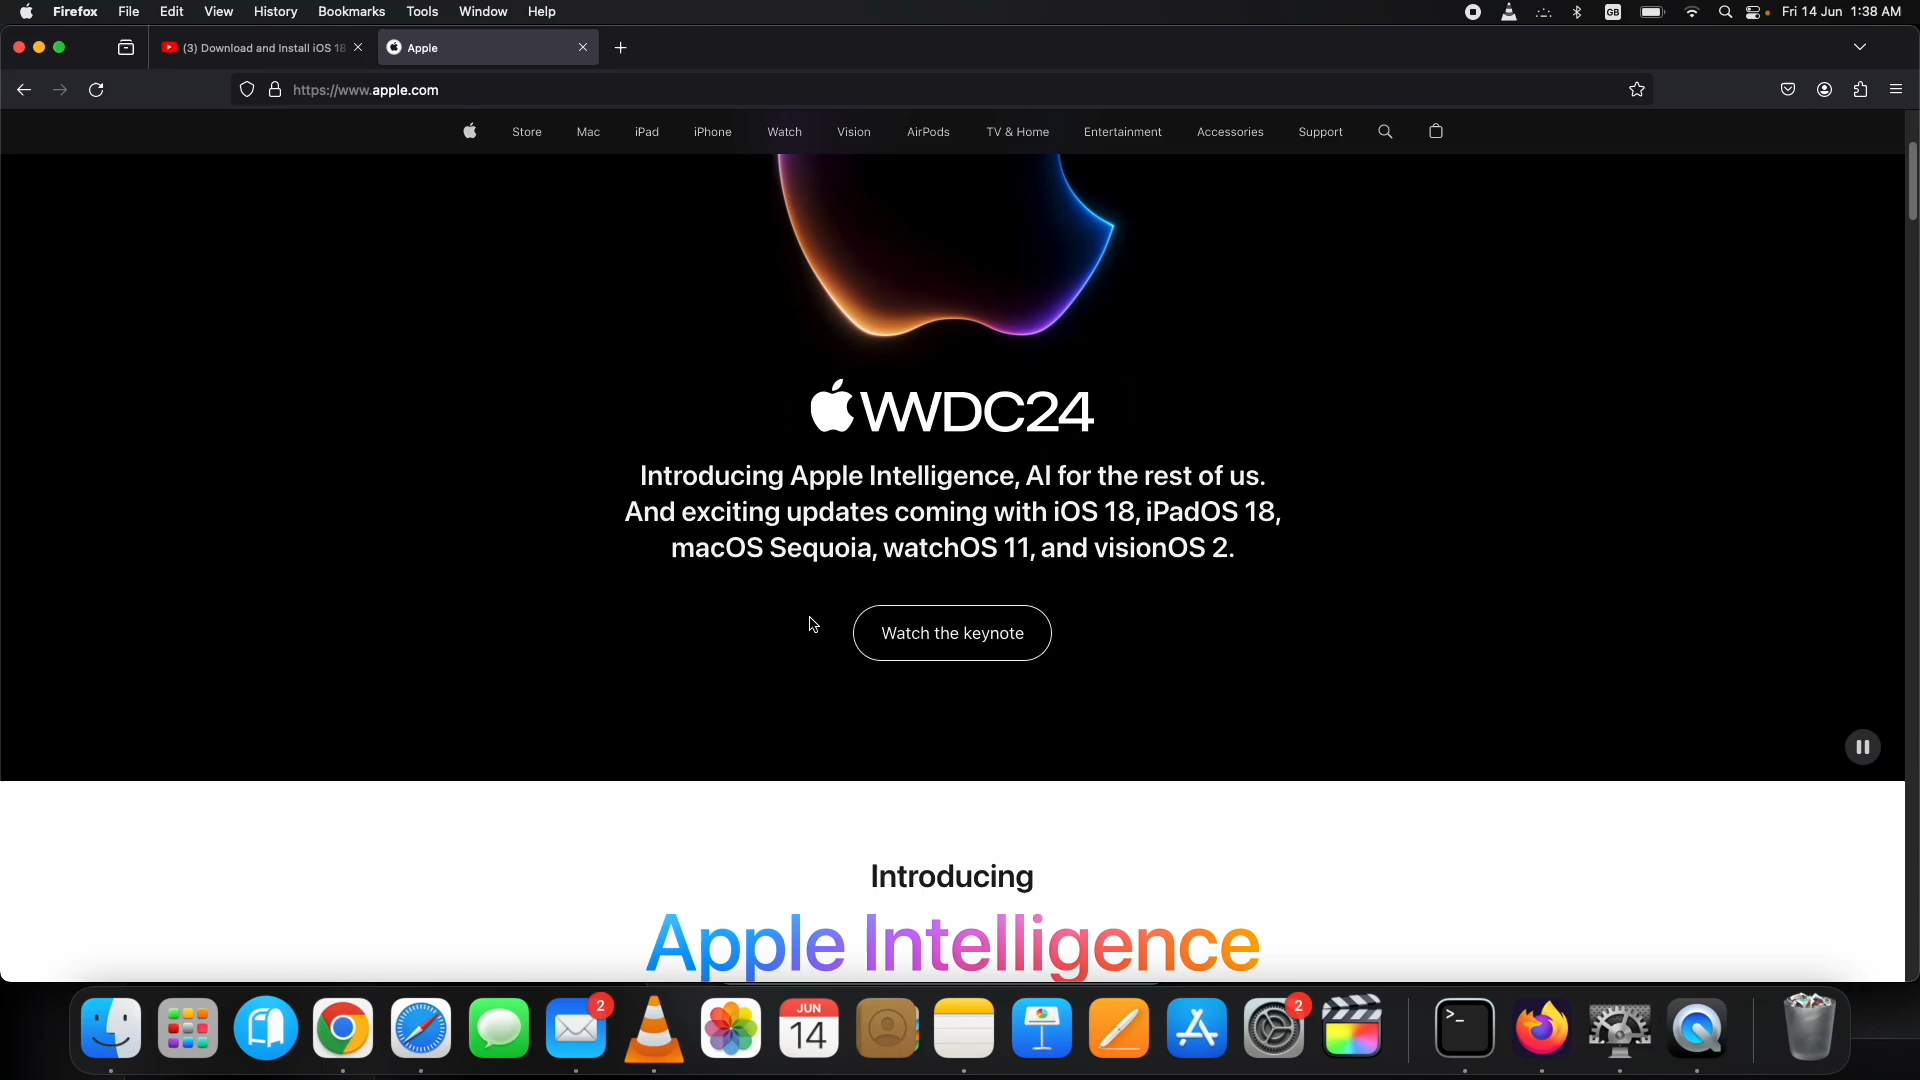 Firefox File Edit View History Bookmarks Tools Window Help GB Fri 14 Jun 1:38 AM
(3) Download and Install iOS 18 Apple
https://www.apple.com
Store Mac iPad iPhone Watch Vision AirPods TV & Home Entertainment Accessories Support
WWDC24
Introducing Apple Intelligence, AI for the rest of us.
And exciting updates coming with iOS 18, iPadOS 18,
macOS Sequoia, watchOS 11, and visionOS 2.
Watch the keynote
Introducing
Apple Intelligence
2 JUN 14 2 >_